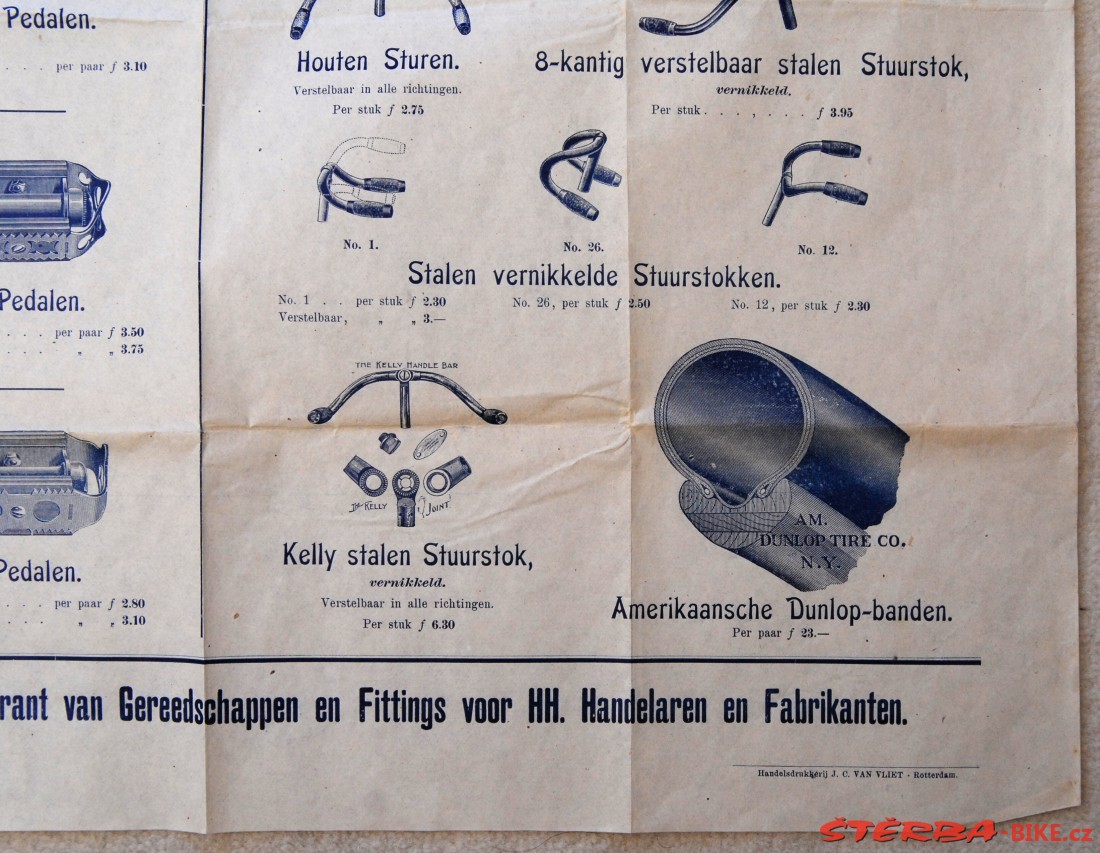 Pedalen.
. . . per paar f 3.10
Pedalen.
. . . . per paar f 3.50
. . . . „ „ 3.75
Pedalen.
. . . . per paar f 2.80
. . . . . „ „ 3.10
Houten Sturen.
Verstelbaar in alle richtingen.
Per stuk f 2.75
8-kantig verstelbaar stalen Stuurstok,
vernikkeld.
Per stuk . . . , . . . . f 3.95
No. 1.
No. 26.
No. 12.
Stalen vernikkelde Stuurstokken.
No. 1 . . per stuk f 2.30
Verstelbaar, „ „ 3.—
No. 26, per stuk f 2.50
No. 12, per stuk f 2.30
THE KELLY HANDLE BAR
THE KELLY JOINT
Kelly stalen Stuurstok,
vernikkeld.
Verstelbaar in alle richtingen.
Per stuk f 6.30
AM.
DUNLOP TIRE CO.
N.Y.
Amerikaansche Dunlop-banden.
Per paar f 23.—
rant van Gereedschappen en Fittings voor HH. Handelaren en Fabrikanten.
Handelsdrukkerij J. C. VAN VLIET - Rotterdam.
ŠTĚRBA-BIKE.cz